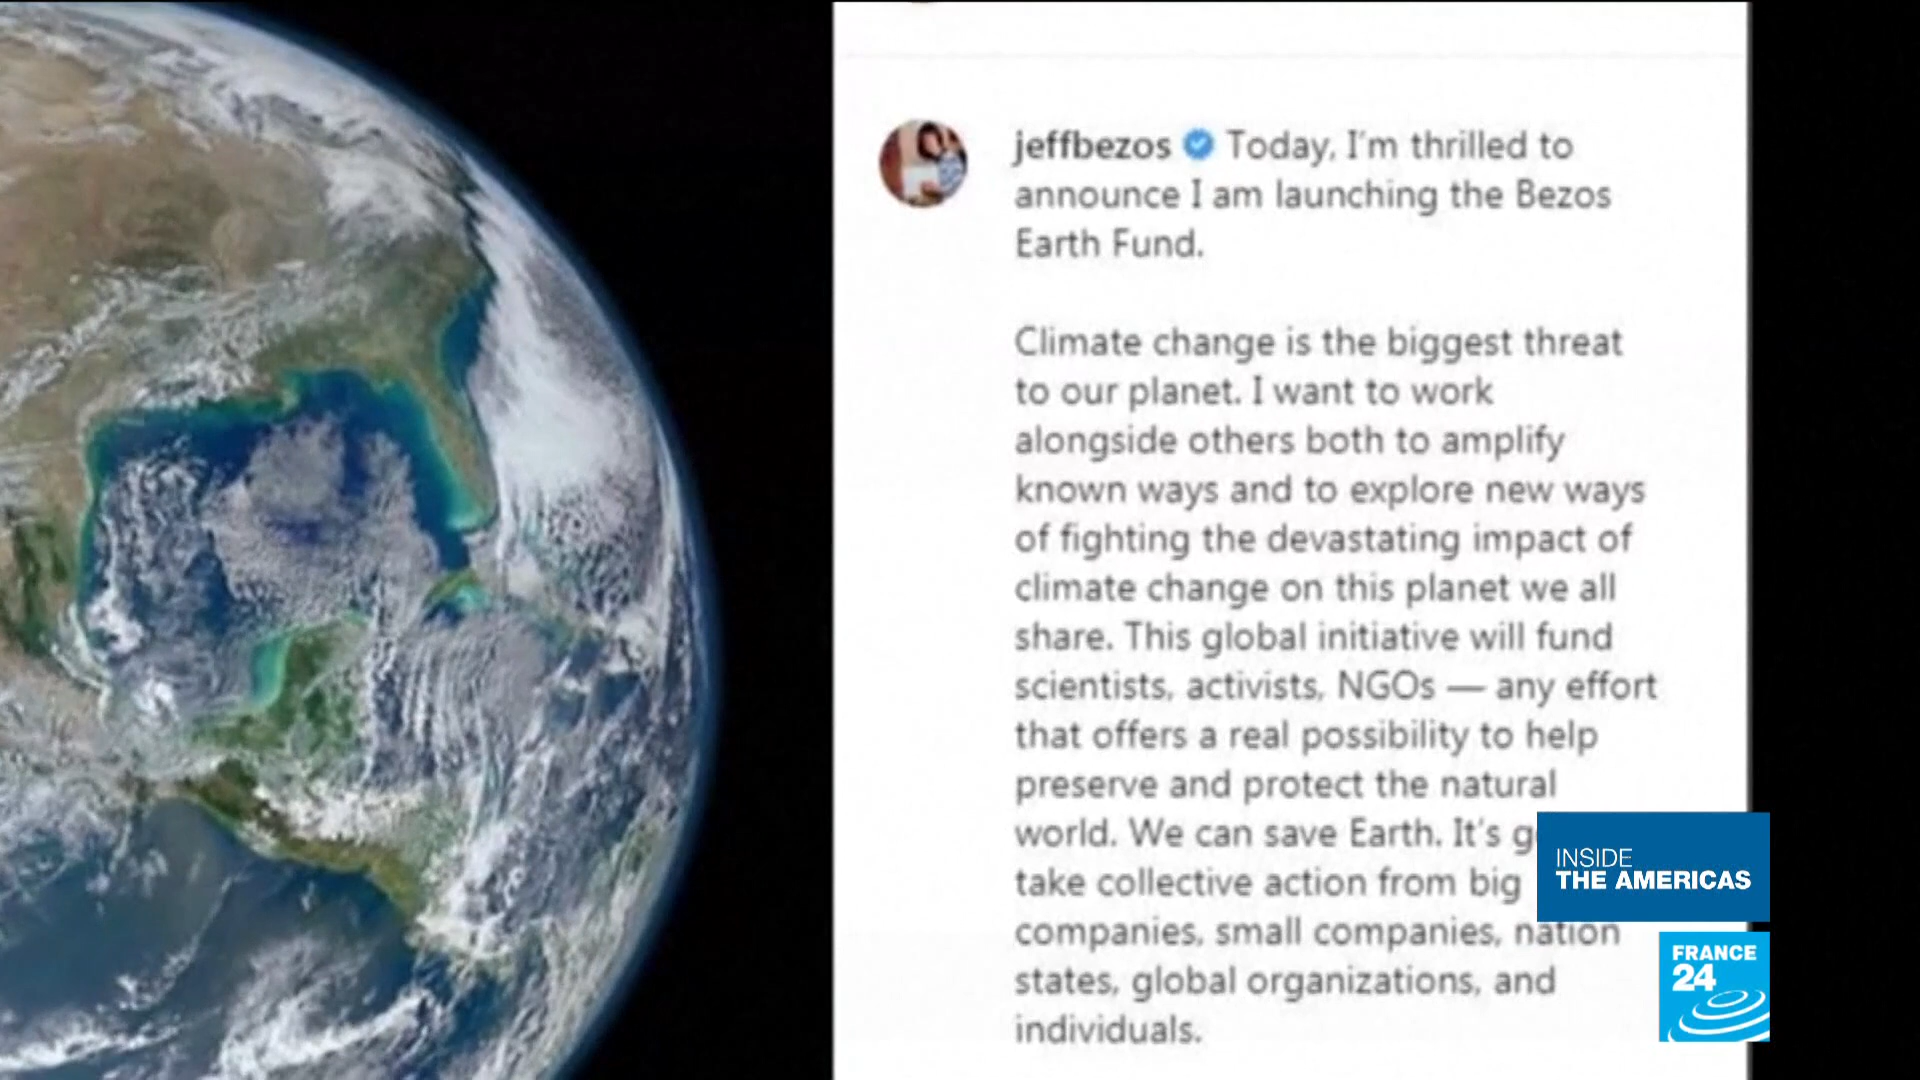 jeffbezos Today, I'm thrilled to
announce I am launching the Bezos
Earth Fund.
Climate change is the biggest threat
to our planet. I want to work
alongside others both to amplify
known ways and to explore new ways
of fighting the devastating impact of
climate change on this planet we all
share. This global initiative will fund
scientists, activists, NGOs — any effort
that offers a real possibility to help
preserve and protect the natural
world. We can save Earth. It's
take collective action from big
companies, small companies, nation
states, global organizations, and
individuals.
INSIDE
THE AMERICAS
FRANCE
24